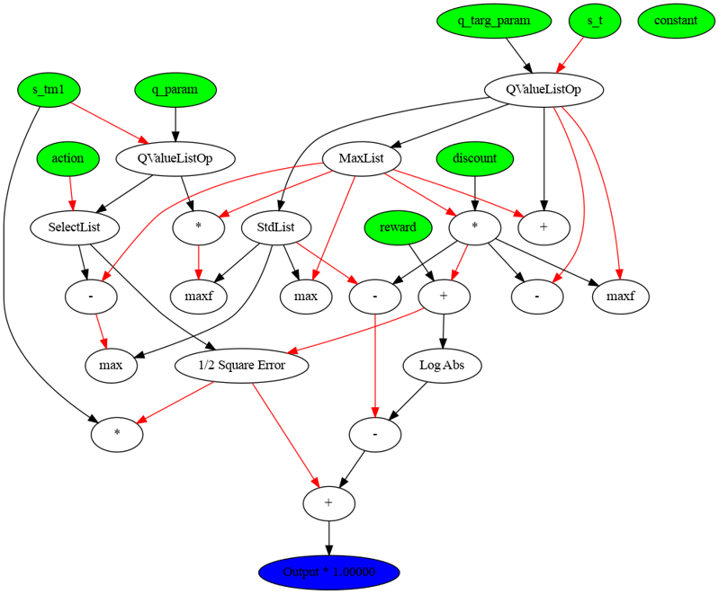 q_targ_param
s_t
constant
s_tm1
q_param
QValueListOp
action
QValueListOp
MaxList
discount
SelectList
*
StdList
reward
*
+
-
maxf
max
-
+
-
maxf
max
1/2 Square Error
Log Abs
*
-
+
Output * 1.00000